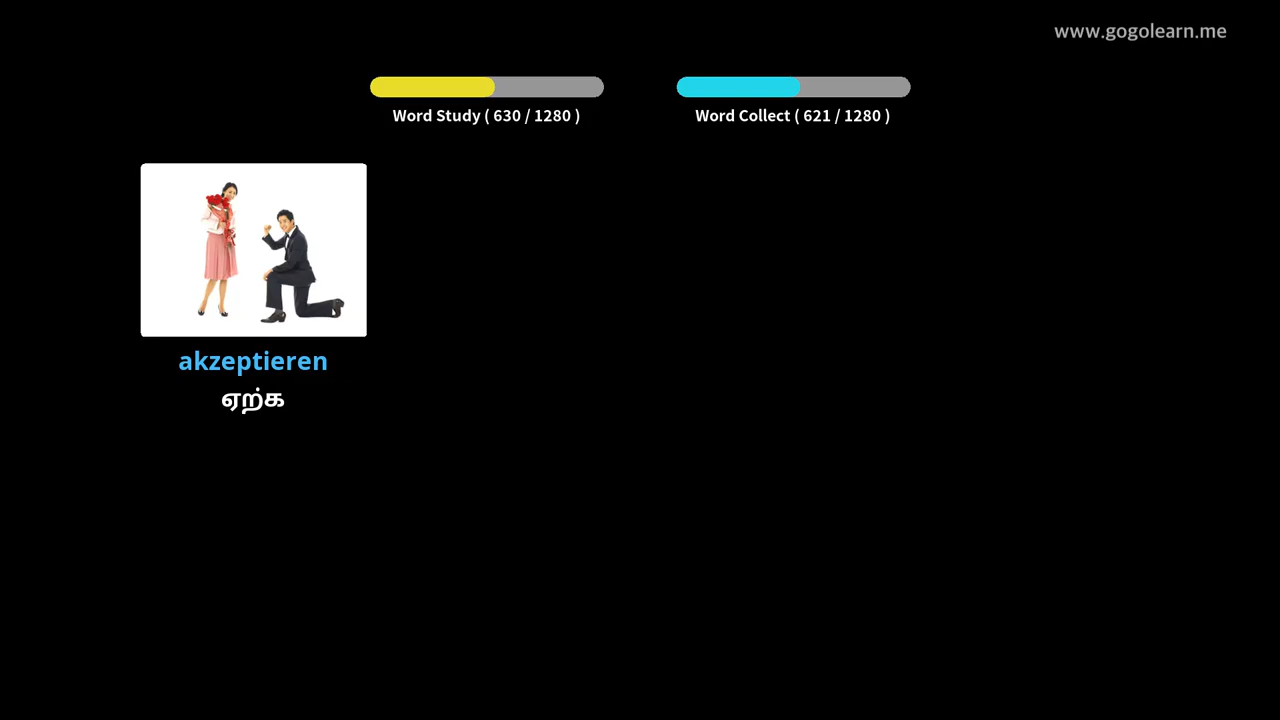 www.gogolearn.me
Word Study ( 630 / 1280 )
Word Collect ( 621 / 1280 )
akzeptieren
ஏற்க